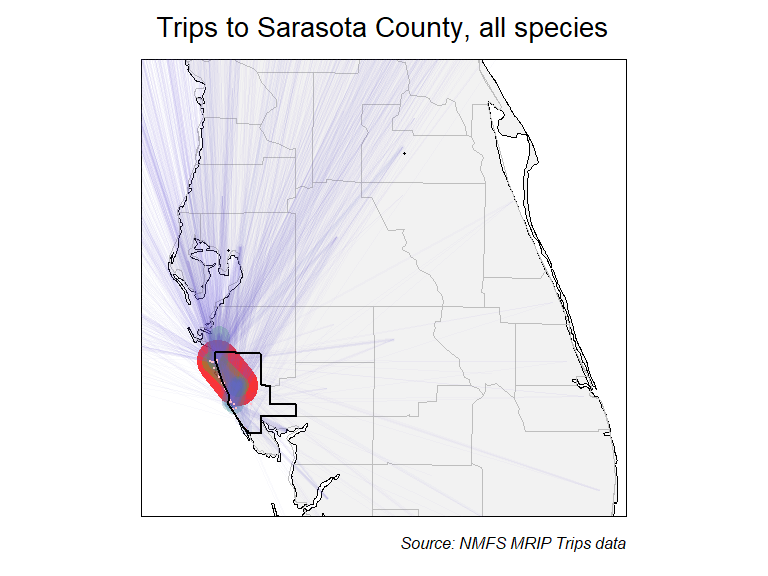 Trips to Sarasota County, all species
Source: NMFS MRIP Trips data